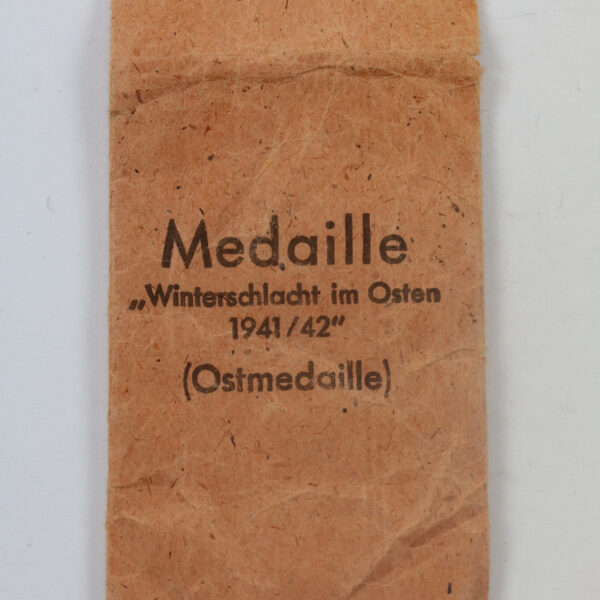 Medaille
„Winterschlacht im Osten
1941/42"
(Ostmedaille)